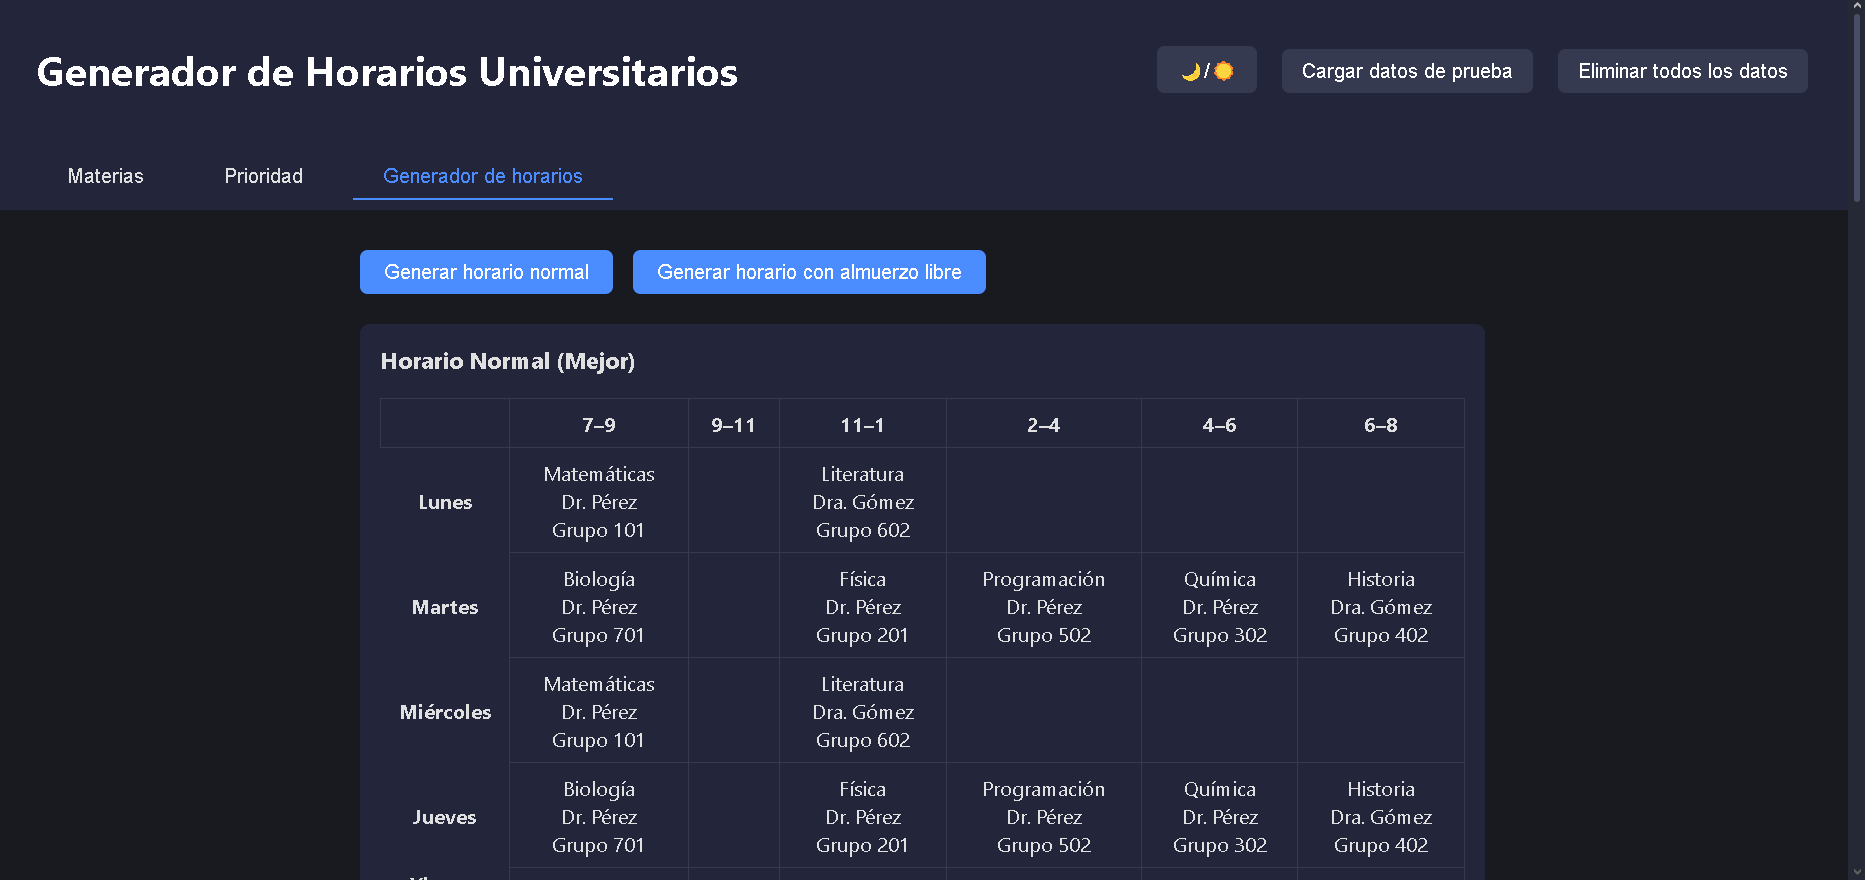 Generador de Horarios Universitarios
🌙/☀️ Cargar datos de prueba Eliminar todos los datos
Materias Prioridad Generador de horarios
Generar horario normal Generar horario con almuerzo libre
Horario Normal (Mejor)
7–9 9–11 11–1 2–4 4–6 6–8
Lunes
Matemáticas
Dr. Pérez
Grupo 101
Literatura
Dra. Gómez
Grupo 602
Martes
Biología
Dr. Pérez
Grupo 701
Física
Dr. Pérez
Grupo 201
Programación
Dr. Pérez
Grupo 502
Química
Dr. Pérez
Grupo 302
Historia
Dra. Gómez
Grupo 402
Miércoles
Matemáticas
Dr. Pérez
Grupo 101
Literatura
Dra. Gómez
Grupo 602
Jueves
Biología
Dr. Pérez
Grupo 701
Física
Dr. Pérez
Grupo 201
Programación
Dr. Pérez
Grupo 502
Química
Dr. Pérez
Grupo 302
Historia
Dra. Gómez
Grupo 402